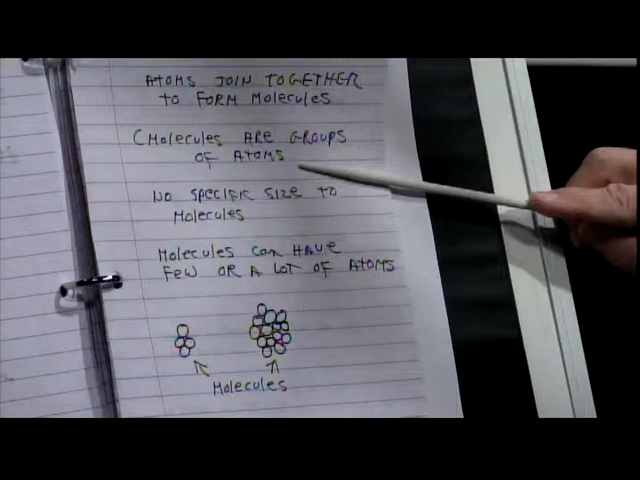 ATOMS JOIN TOGETHER
to FORM MOlecules
(MOlecules ARE GROUPS
OF ATOMS
NO SPECIFIC SIZE to
MOlecules
MOlecules CAN HAVE
FEW OR A LOT OF ATOMS
MOlecules